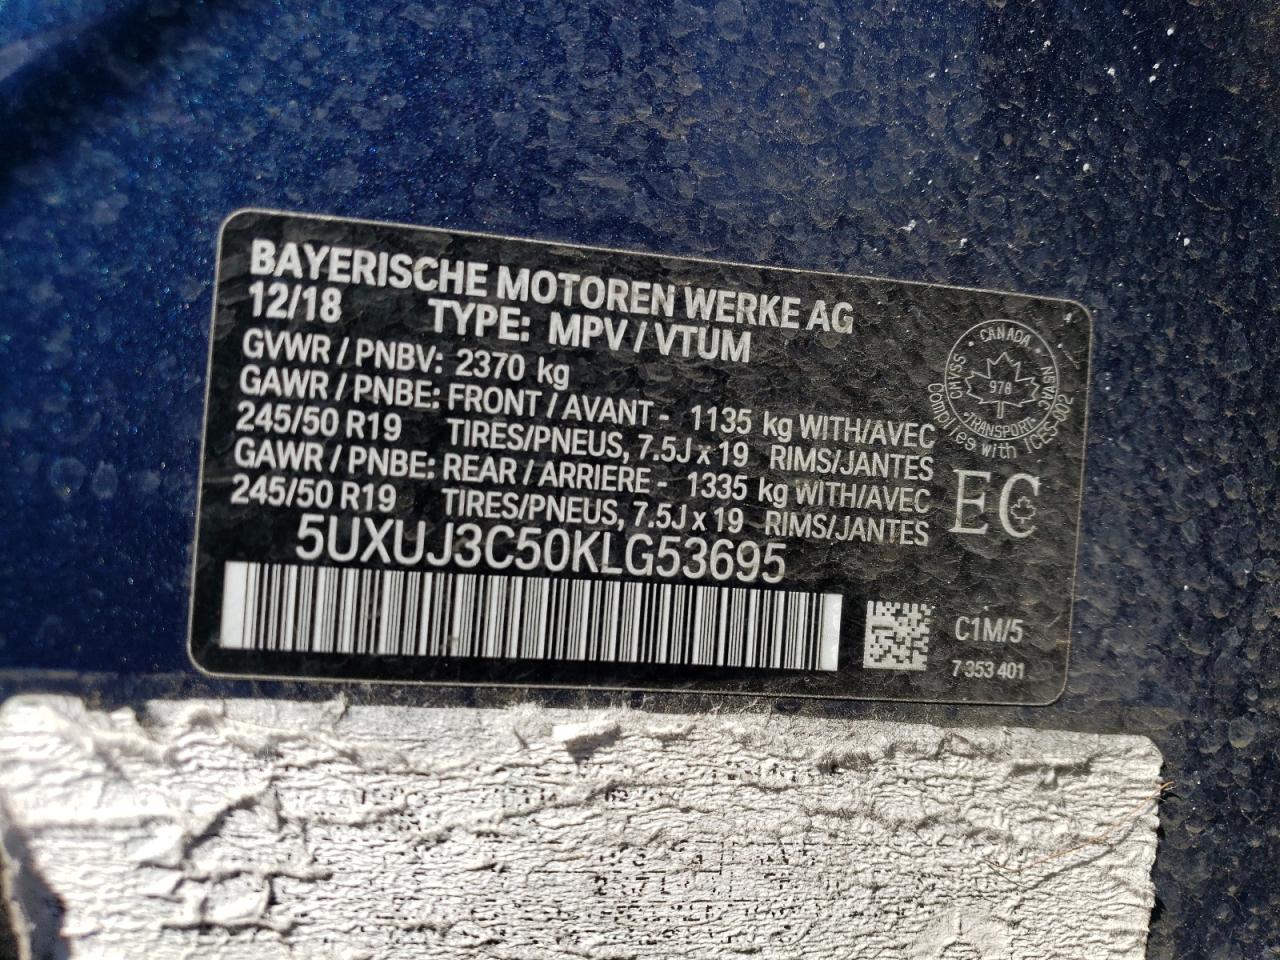 BAYERISCHE MOTOREN WERKE AG
12/18 TYPE: MPV / VTUM
GVWR / PNBV: 2370 kg
GAWR / PNBE: FRONT / AVANT - 1135 kg WITH/AVEC
245/50 R19 TIRES/PNEUS, 7.5J x 19 RIMS/JANTES
GAWR / PNBE: REAR / ARRIERE - 1335 kg WITH/AVEC
245/50 R19 TIRES/PNEUS, 7.5J x 19 RIMS/JANTES
5UXUJ3C50KLG53695
CANADA
CMVSS
NSVAC
978
TRANSPORT
Complies with ICES-002
EC
C1M/5
7 353 401